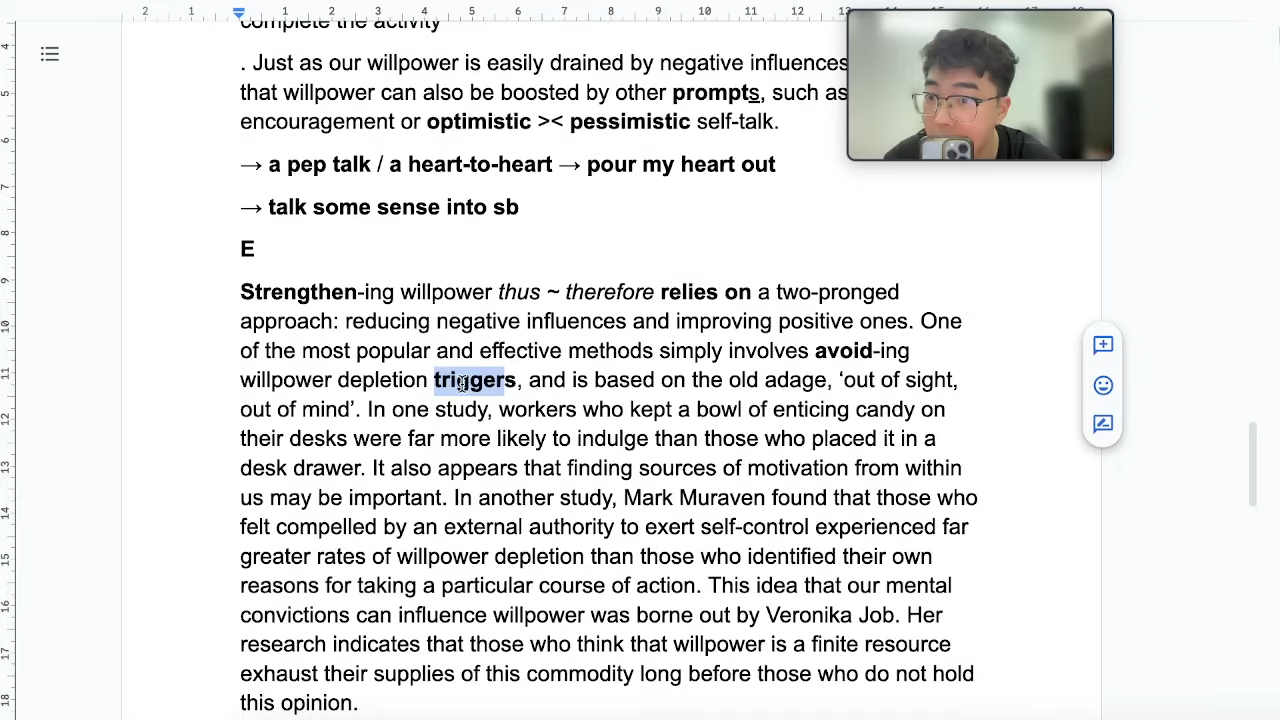 complete the activity
. Just as our willpower is easily drained by negative influences
that willpower can also be boosted by other prompts, such as
encouragement or optimistic >< pessimistic self-talk.
→ a pep talk / a heart-to-heart → pour my heart out
→ talk some sense into sb
E
Strengthen-ing willpower thus ~ therefore relies on a two-pronged
approach: reducing negative influences and improving positive ones. One
of the most popular and effective methods simply involves avoid-ing
willpower depletion triggers, and is based on the old adage, ‘out of sight,
out of mind’. In one study, workers who kept a bowl of enticing candy on
their desks were far more likely to indulge than those who placed it in a
desk drawer. It also appears that finding sources of motivation from within
us may be important. In another study, Mark Muraven found that those who
felt compelled by an external authority to exert self-control experienced far
greater rates of willpower depletion than those who identified their own
reasons for taking a particular course of action. This idea that our mental
convictions can influence willpower was borne out by Veronika Job. Her
research indicates that those who think that willpower is a finite resource
exhaust their supplies of this commodity long before those who do not hold
this opinion.